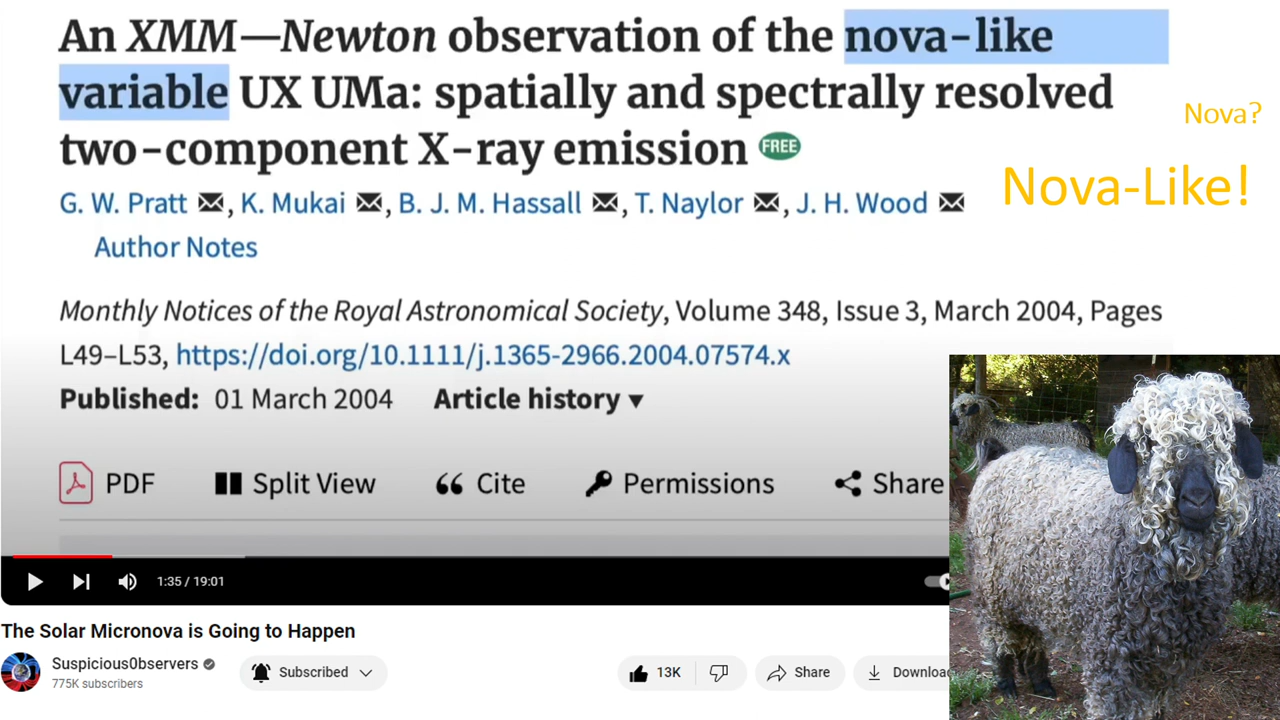 An XMM—Newton observation of the nova-like
variable UX UMa: spatially and spectrally resolved
two-component X-ray emission FREE
G. W. Pratt, K. Mukai, B. J. M. Hassall, T. Naylor, J. H. Wood
Author Notes
Monthly Notices of the Royal Astronomical Society, Volume 348, Issue 3, March 2004, Pages
L49–L53, https://doi.org/10.1111/j.1365-2966.2004.07574.x
Published: 01 March 2004 Article history ▼
PDF Split View Cite Permissions Share
Nova?
Nova-Like!
1:35 / 19:01
The Solar Micronova is Going to Happen
Suspicious0bservers
775K subscribers
Subscribed
13K Share Download